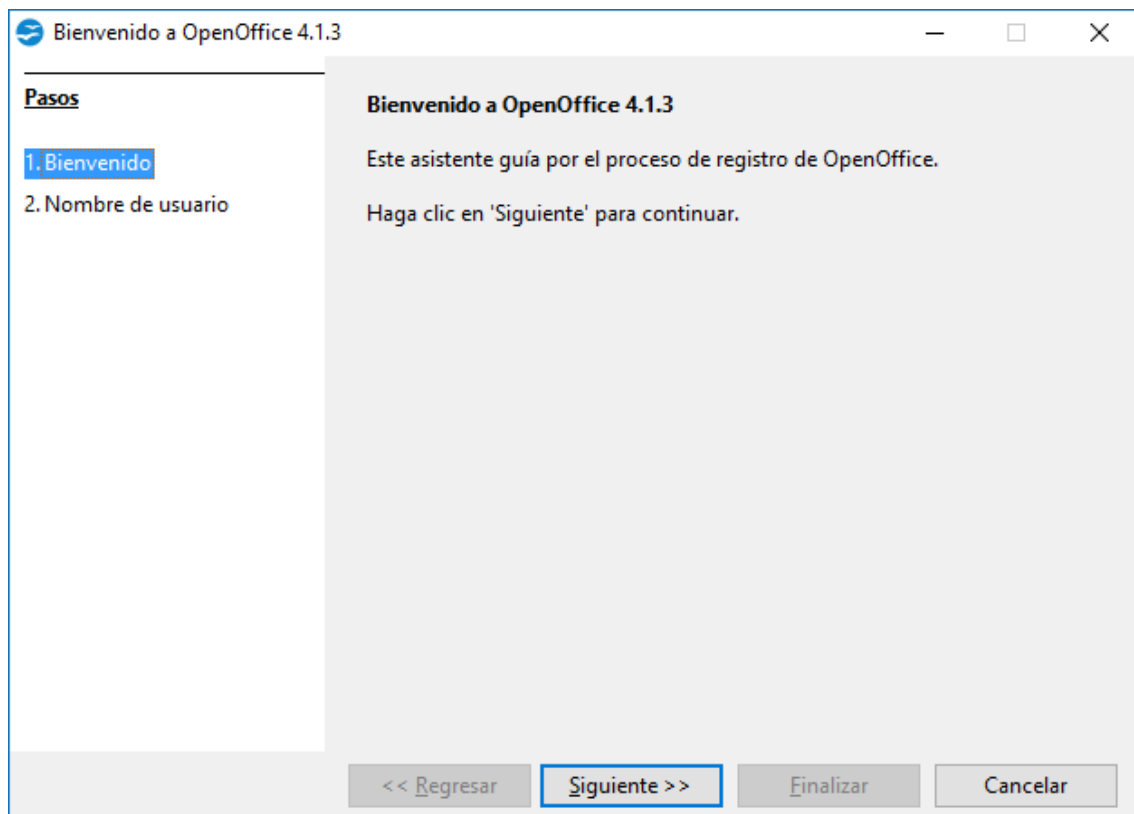 Bienvenido a OpenOffice 4.1.3
Pasos
1. Bienvenido
2. Nombre de usuario
Bienvenido a OpenOffice 4.1.3
Este asistente guía por el proceso de registro de OpenOffice.
Haga clic en 'Siguiente' para continuar.
<< Regresar
Siguiente >>
Finalizar
Cancelar